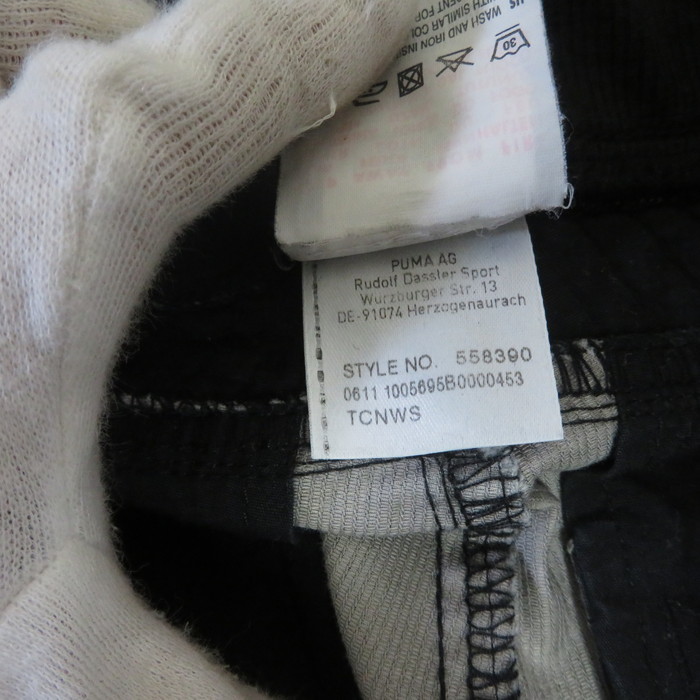 WASH AND IRON INSI
WITH SIMILAR COL
30
PUMA AG
Rudolf Dassler Sport
Wurzburger Str. 13
DE-91074 Herzogenaurach
STYLE NO. 558390
0611 1005695B0000453
TCNWS